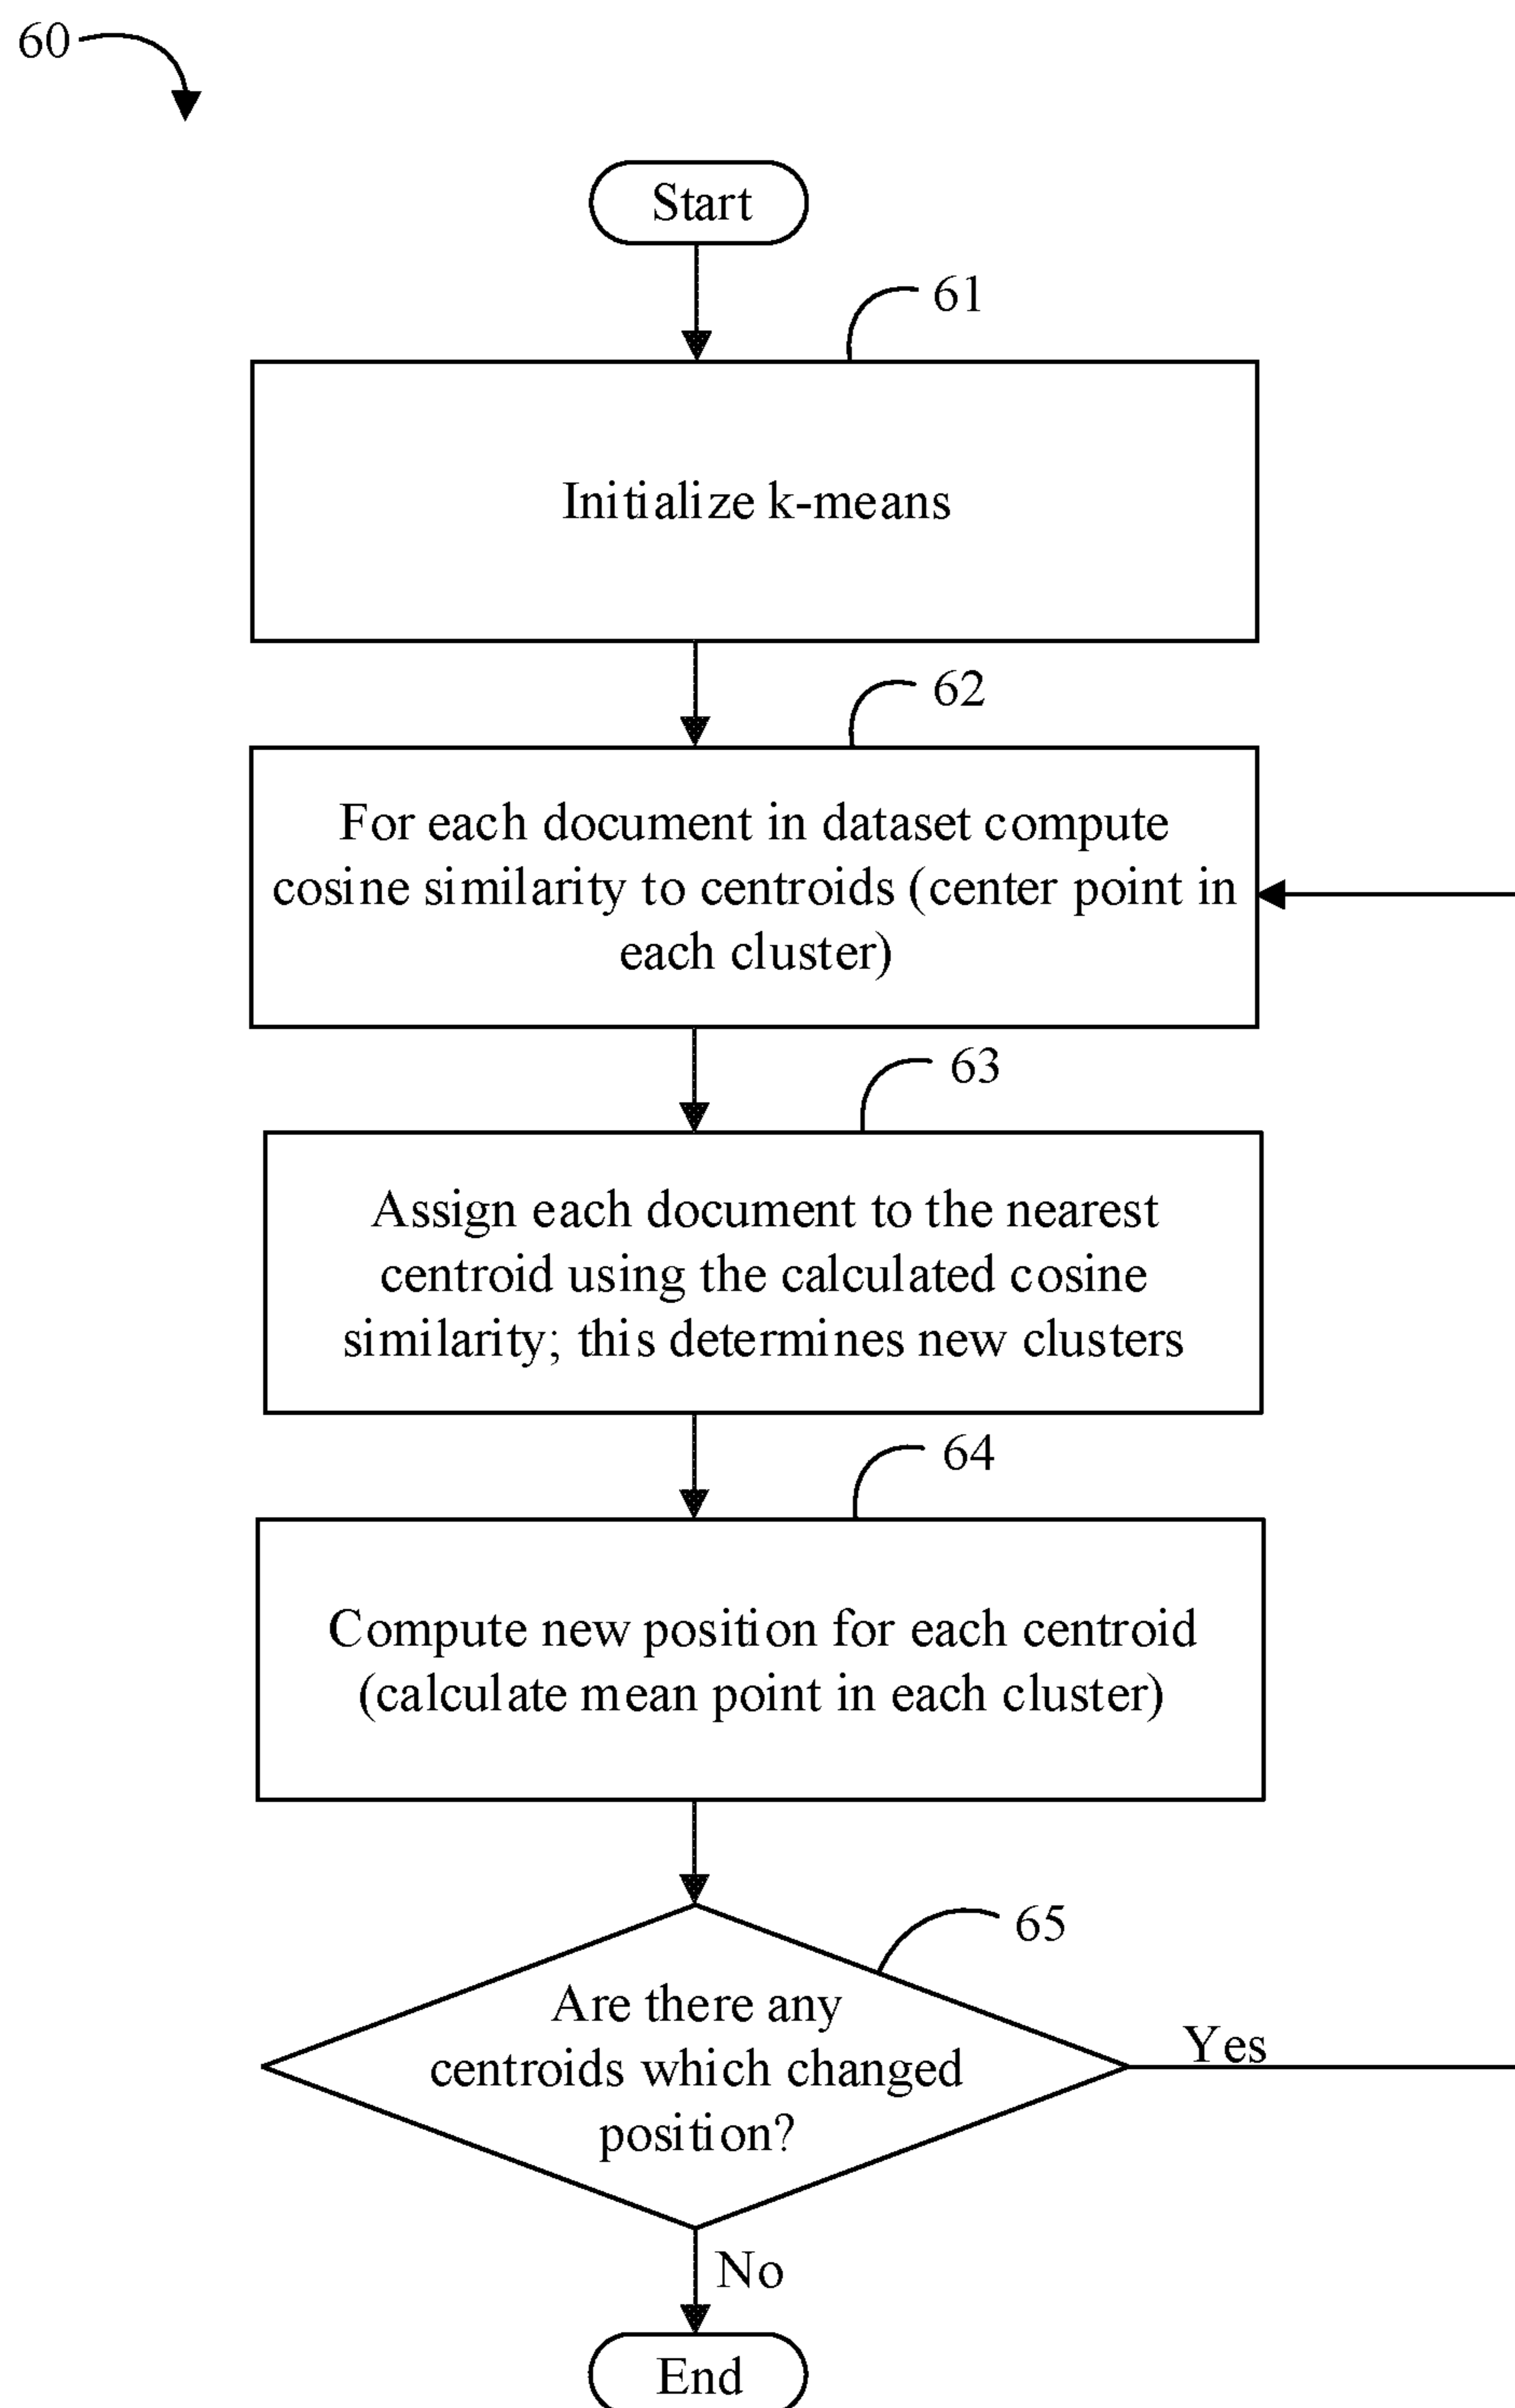 60
Start
61
Initialize k-means
62
For each document in dataset compute
cosine similarity to centroids (center point in
each cluster)
63
Assign each document to the nearest
centroid using the calculated cosine
similarity; this determines new clusters
64
Compute new position for each centroid
(calculate mean point in each cluster)
65
Are there any
centroids which changed
position?
Yes
No
End